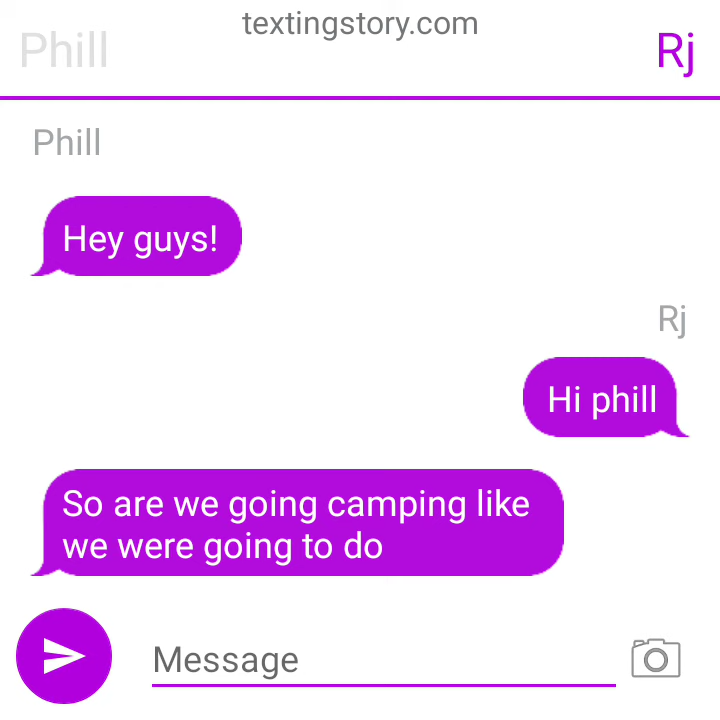 textingstory.com
Phill
Rj
Phill
Hey guys!
Rj
Hi phill
So are we going camping like
we were going to do
Message